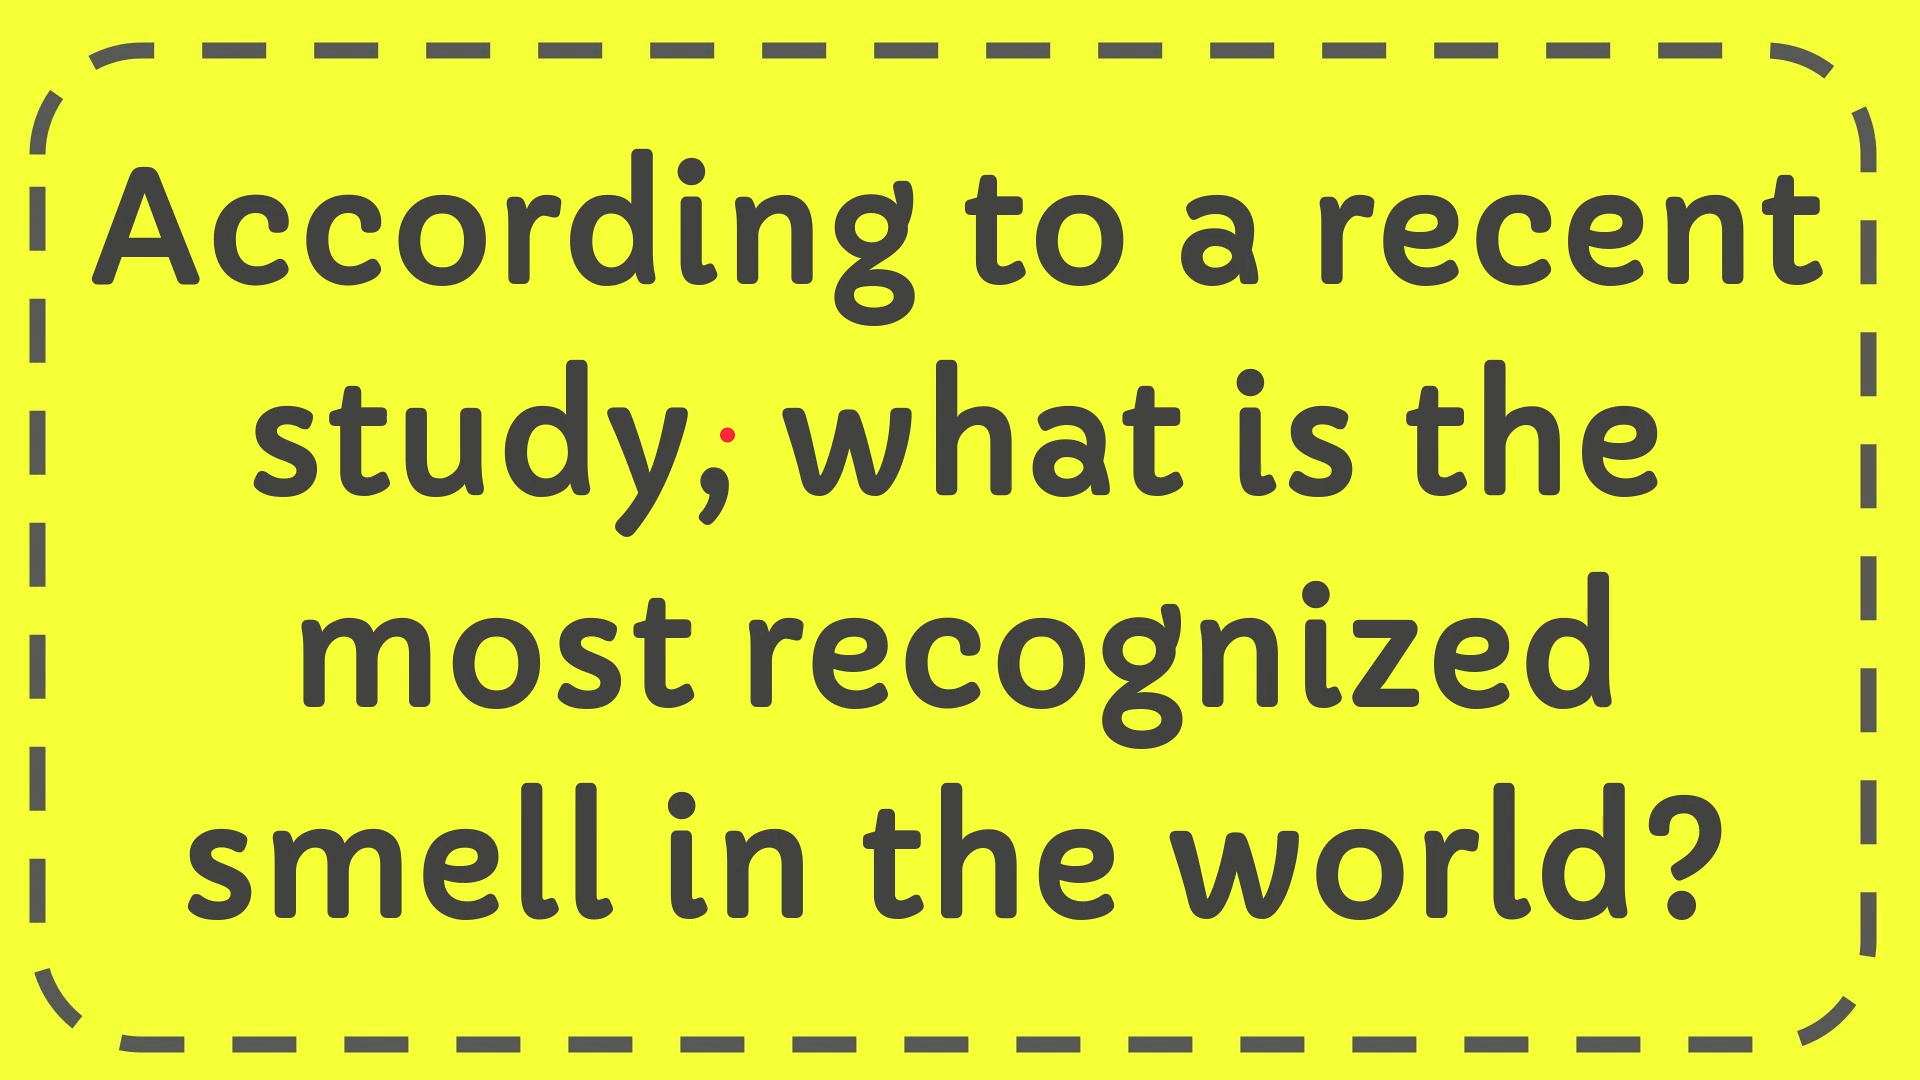 According to a recent
study, what is the
most recognized
smell in the world?